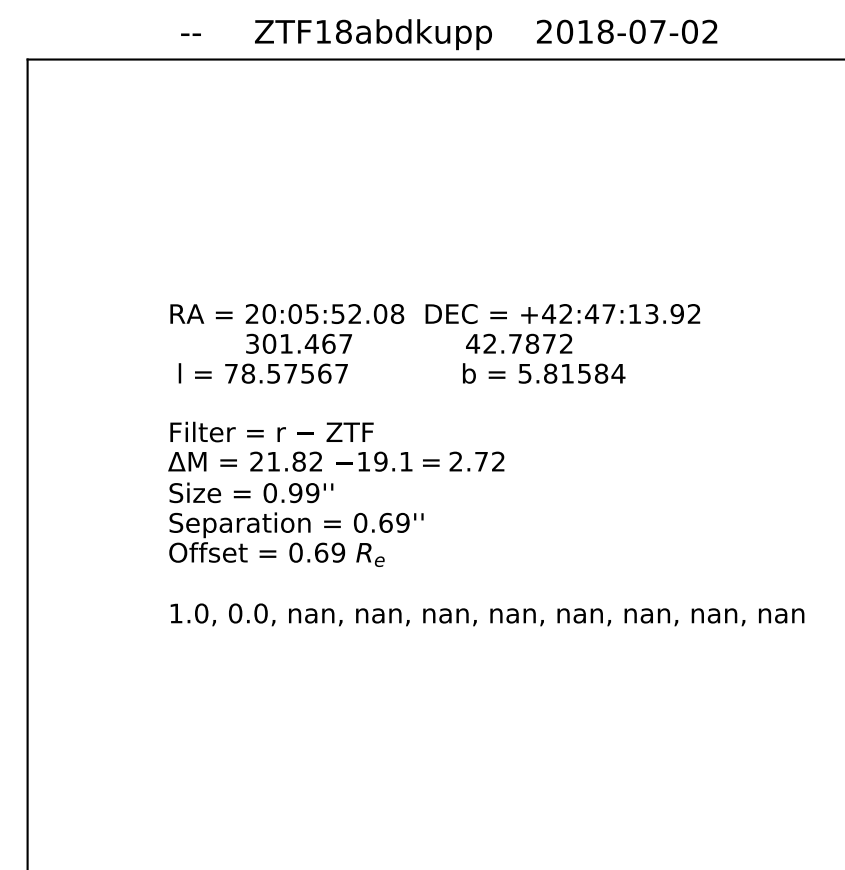 -- ZTF18abdkupp 2018-07-02
RA = 20:05:52.08 DEC = +42:47:13.92
301.467 42.7872
l = 78.57567 b = 5.81584
Filter = r − ZTF
ΔM = 21.82 −19.1 = 2.72
Size = 0.99''
Separation = 0.69''
Offset = 0.69 Re
1.0, 0.0, nan, nan, nan, nan, nan, nan, nan, nan